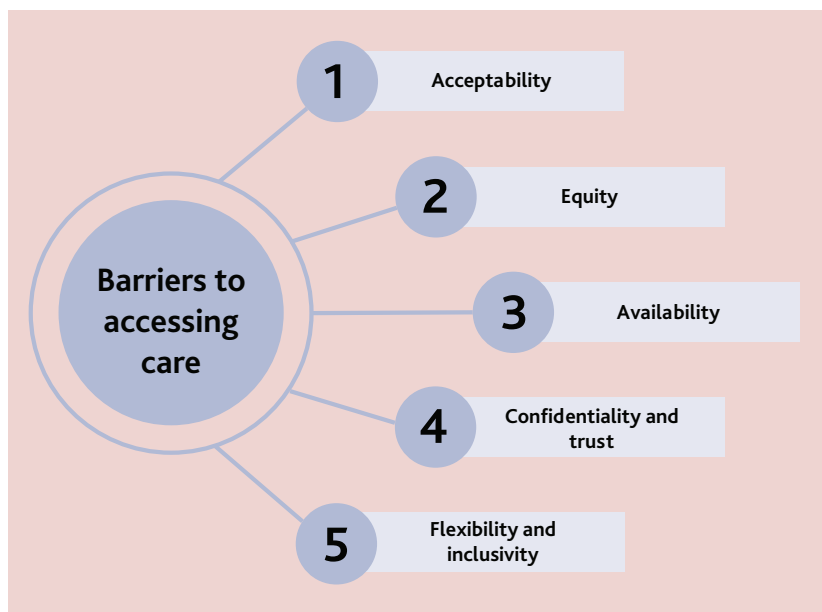 1
Acceptability
2
Equity
Barriers to
accessing
care
3
Availability
4
Confidentiality and
trust
5
Flexibility and
inclusivity